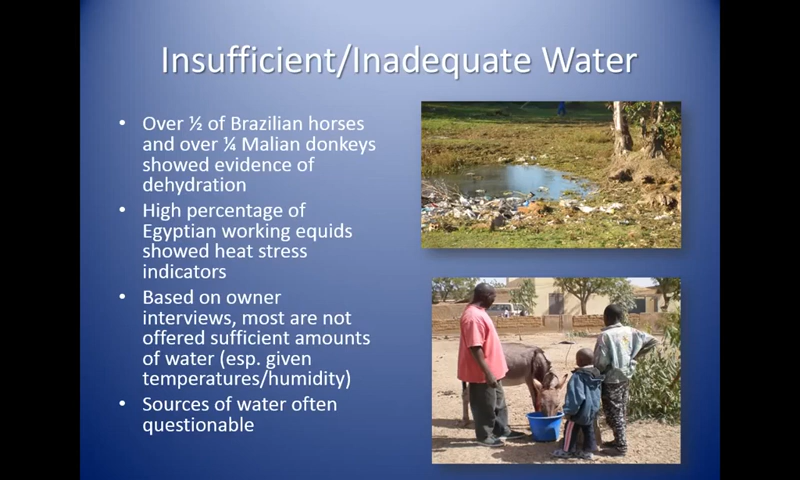 Insufficient/Inadequate Water
• Over ½ of Brazilian horses
and over ¼ Malian donkeys
showed evidence of
dehydration
• High percentage of
Egyptian working equids
showed heat stress
indicators
• Based on owner
interviews, most are not
offered sufficient amounts
of water (esp. given
temperatures/humidity)
• Sources of water often
questionable